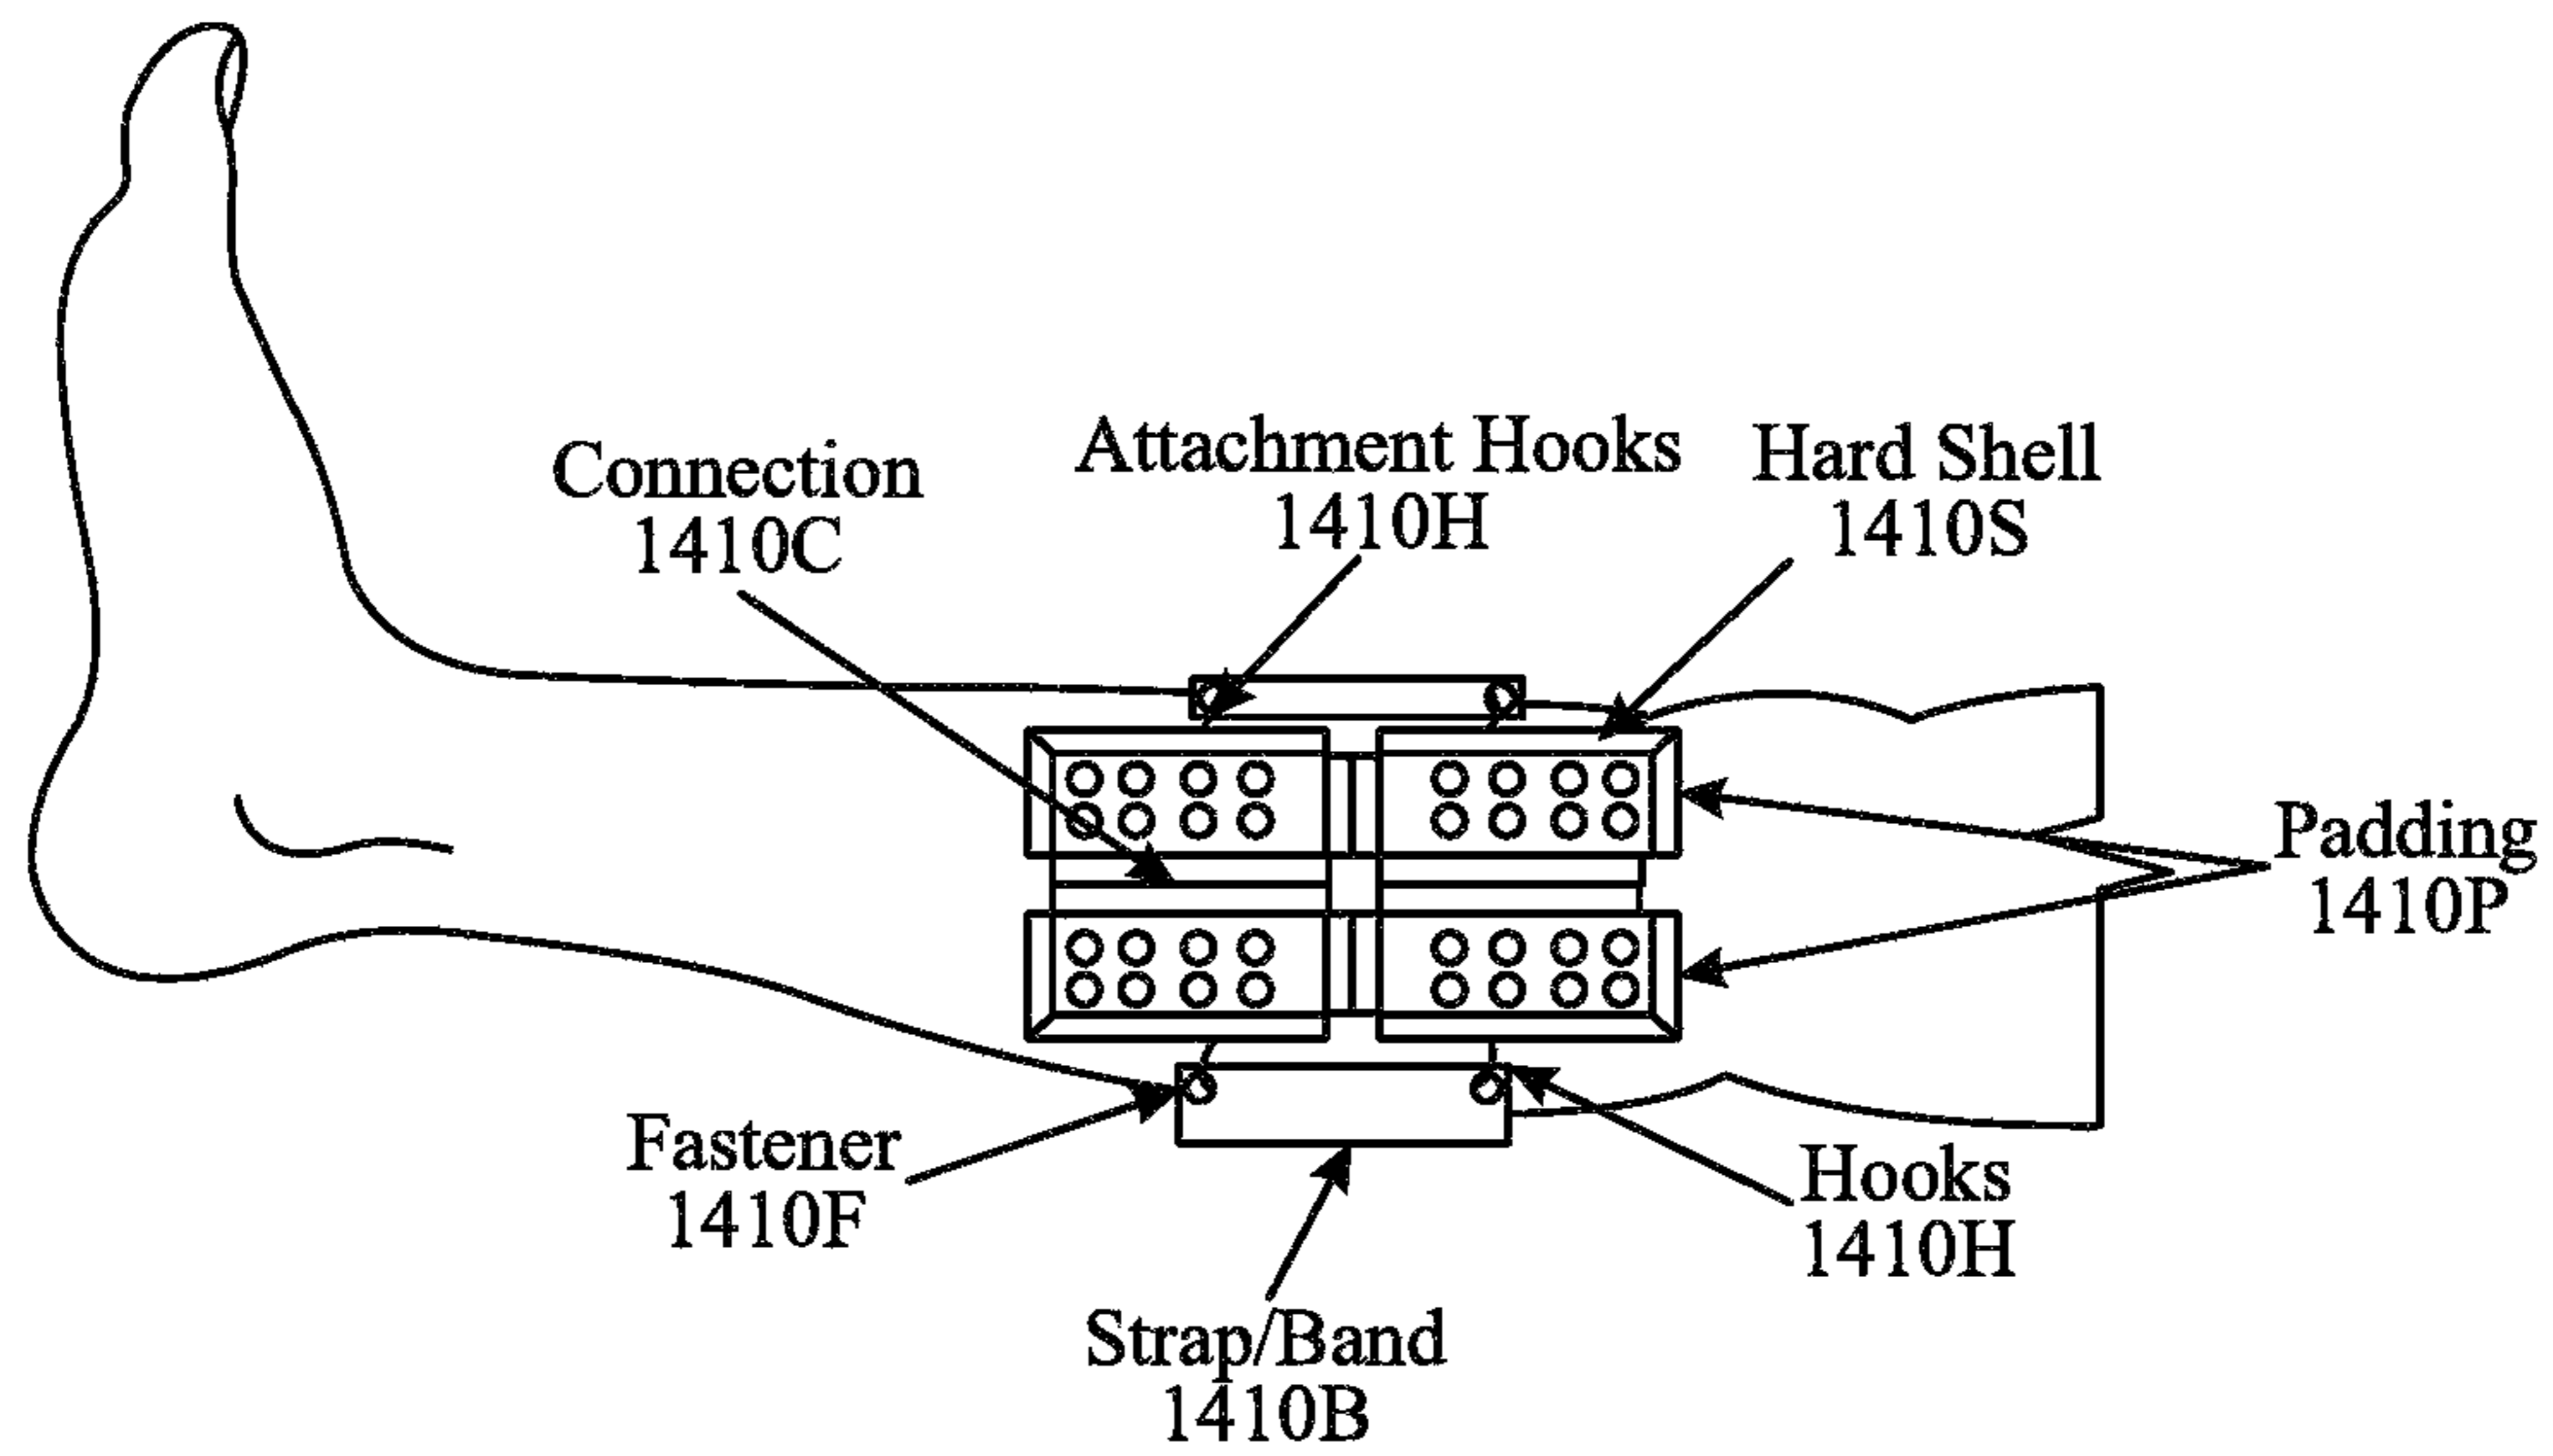 Connection
1410C
Attachment Hooks
1410H
Hard Shell
1410S
Padding
1410P
Fastener
1410F
Hooks
1410H
Strap/Band
1410B